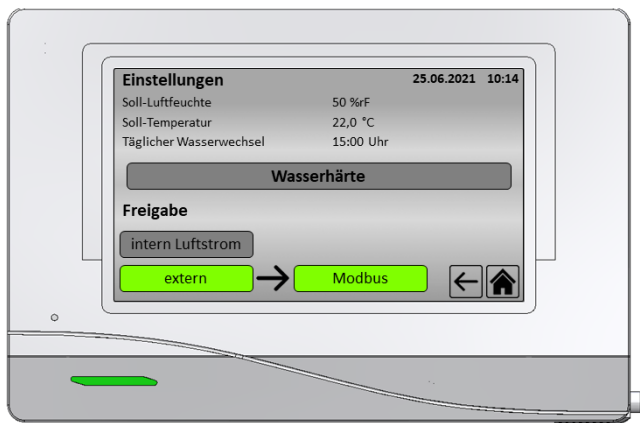 Einstellungen 25.06.2021 10:14
Soll-Luftfeuchte 50 %rF
Soll-Temperatur 22,0 °C
Täglicher Wasserwechsel 15:00 Uhr
Wasserhärte
Freigabe
intern Luftstrom
extern Modbus